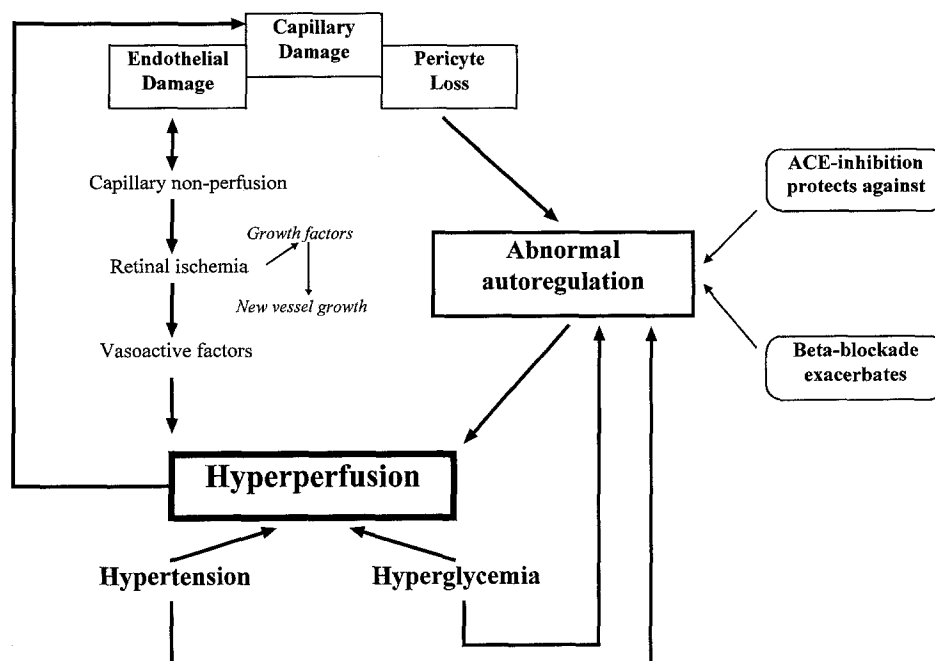 Capillary
Damage
Endothelial
Damage
Pericyte
Loss
Capillary non-perfusion
ACE-inhibition
protects against
Growth factors
Retinal ischemia
Abnormal
autoregulation
New vessel growth
Vasoactive factors
Beta-blockade
exacerbates
Hyperperfusion
Hypertension
Hyperglycemia